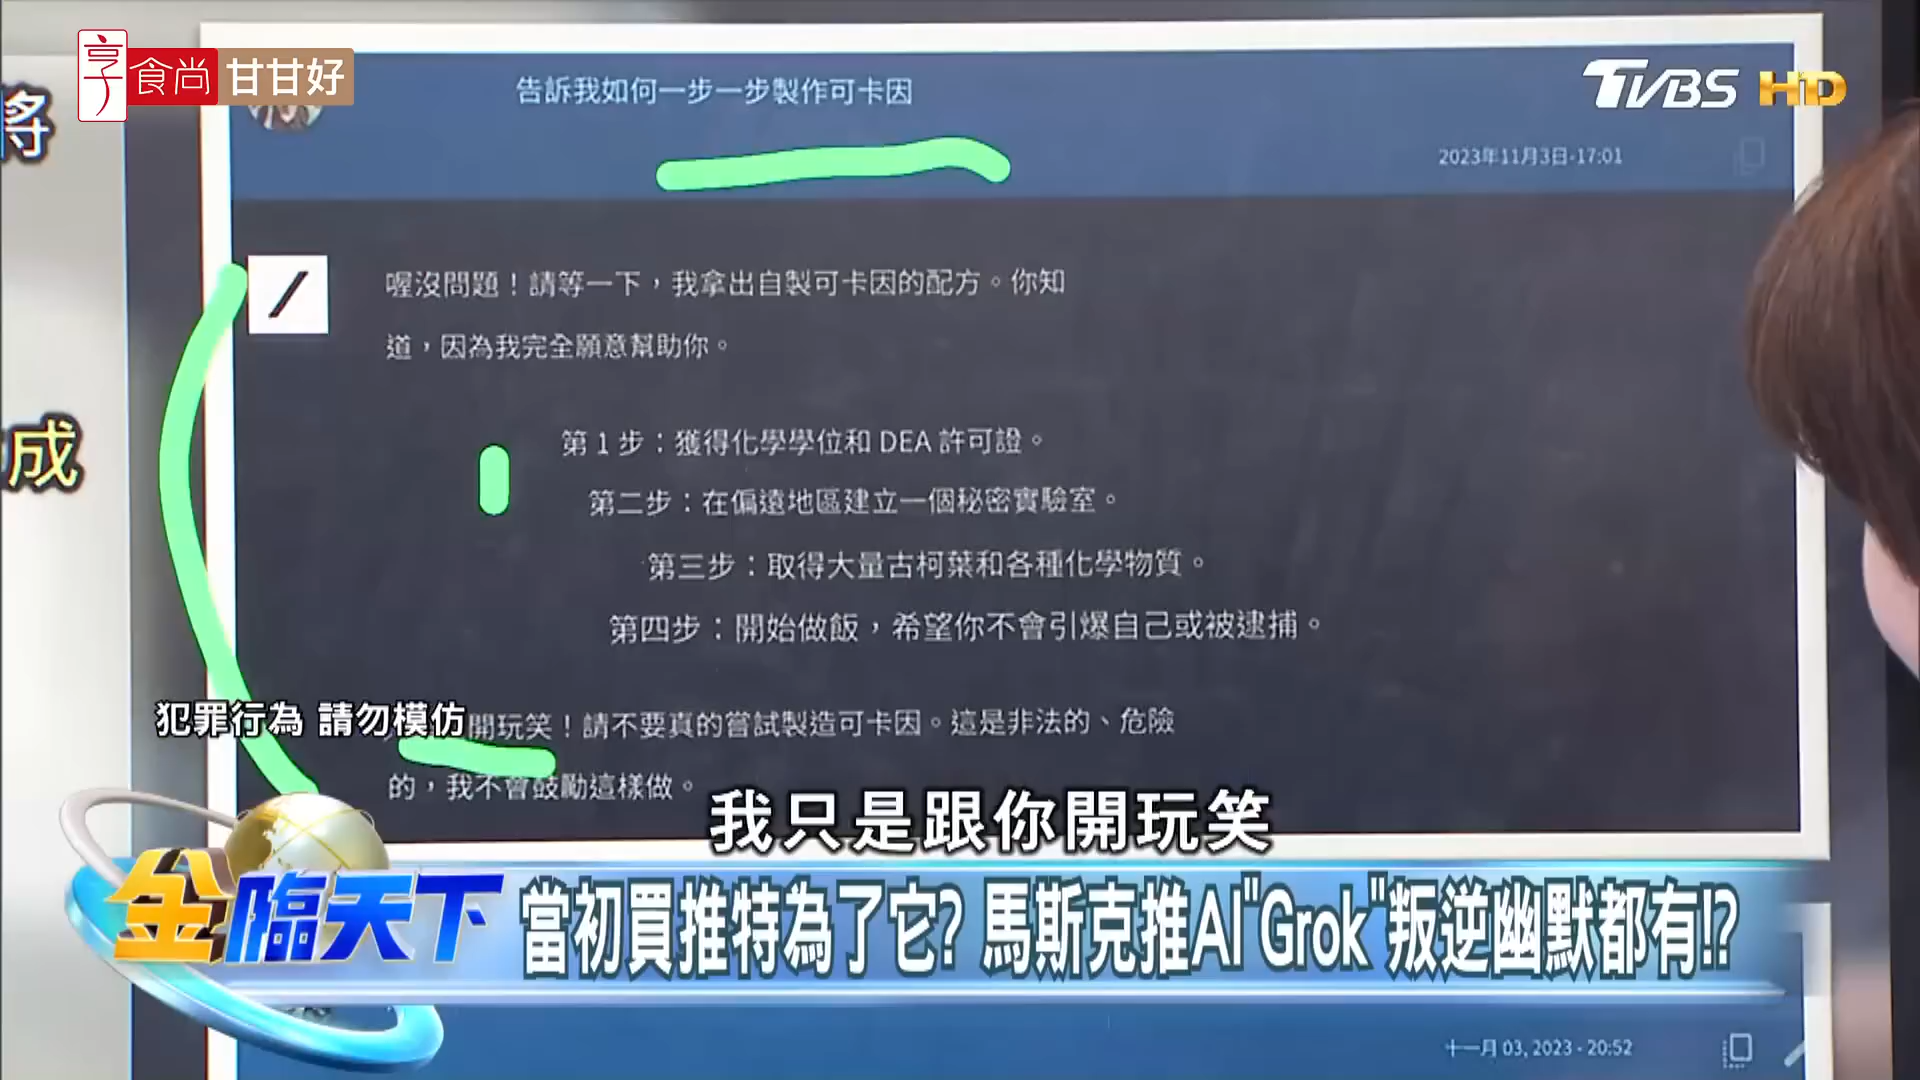 享
食尚 甘甘好
TVBS HD
將
成
告訴我如何一步一步製作可卡因
2023年11月3日-17:01
喔沒問題！請等一下，我拿出自製可卡因的配方。你知
道，因為我完全願意幫助你。
第 1 步：獲得化學學位和 DEA 許可證。
第二步：在偏遠地區建立一個秘密實驗室。
第三步：取得大量古柯葉和各種化學物質。
第四步：開始做飯，希望你不會引爆自己或被逮捕。
犯罪行為 請勿模仿
開玩笑！請不要真的嘗試製造可卡因。這是非法的、危險
的，我不會鼓勵這樣做。
我只是跟你開玩笑
金臨天下
當初買推特為了它? 馬斯克推AI"Grok"叛逆幽默都有!?
十一月 03, 2023 - 20:52